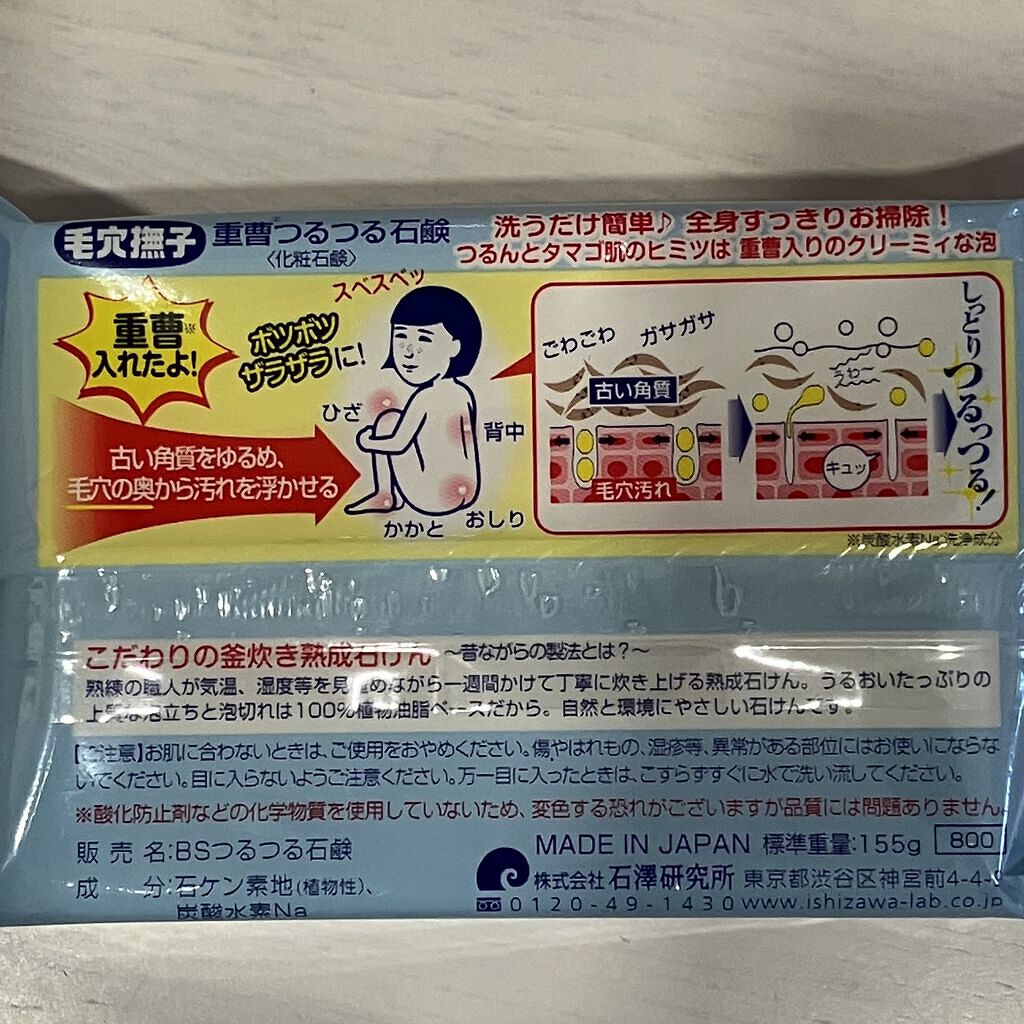 毛穴撫子
重曹つるつる石鹸
〈化粧石鹸〉
洗うだけ簡単♪ 全身すっきりお掃除！
つるんとタマゴ肌のヒミツは 重曹入りのクリーミィな泡
重曹※
入れたよ！
古い角質をゆるめ、
毛穴の奥から汚れを浮かせる
スベスベッ
ボツボツ
ザラザラに！
ひざ
背中
かかと
おしり
ごわごわ
ガサガサ
古い角質
毛穴汚れ
うわ〜
キュッ
しっとり
つるっつる！
※炭酸水素Na:洗浄成分
こだわりの釜炊き熟成石けん 〜昔ながらの製法とは？〜
熟練の職人が気温、湿度等を見極めながら一週間かけて丁寧に炊き上げる熟成石けん。うるおいたっぷりの
上質な泡立ちと泡切れは100%植物油脂ベースだから。自然と環境にやさしい石けんです。
【ご注意】お肌に合わないときは、ご使用をおやめください。傷やはれもの、湿疹等、異常がある部位にはお使いにならな
いでください。目に入らないようご注意ください。万一目に入ったときは、こすらずすぐに水で洗い流してください。
※酸化防止剤などの化学物質を使用していないため、変色する恐れがございますが品質には問題ありません。
販売名:BSつるつる石鹸
成分:石ケン素地(植物性)、
炭酸水素Na
MADE IN JAPAN 標準重量:155g 800
株式会社 石澤研究所 東京都渋谷区神宮前4-4-
0120-49-1430 www.ishizawa-lab.co.jp